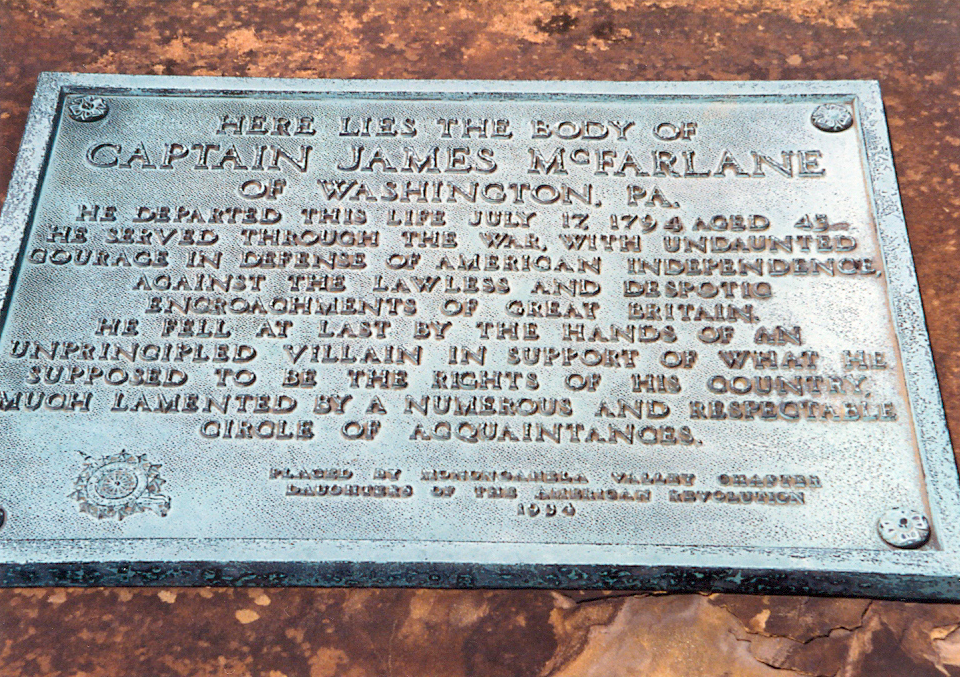 HERE LIES THE BODY OF
CAPTAIN JAMES McFARLANE
OF WASHINGTON, PA.
HE DEPARTED THIS LIFE JULY 17, 1794 AGED 43
HE SERVED THROUGH THE WAR, WITH UNDAUNTED
COURAGE IN DEFENSE OF AMERICAN INDEPENDENCE,
AGAINST THE LAWLESS AND DESPOTIC
ENCROACHMENTS OF GREAT BRITAIN.
HE FELL AT LAST BY THE HANDS OF AN
UNPRINCIPLED VILLAIN IN SUPPORT OF WHAT HE
SUPPOSED TO BE THE RIGHTS OF HIS COUNTRY,
MUCH LAMENTED BY A NUMEROUS AND RESPECTABLE
CIRCLE OF ACQUAINTANCES.
PLACED BY MONONGAHELA VALLEY CHAPTER
DAUGHTERS OF THE AMERICAN REVOLUTION
1994